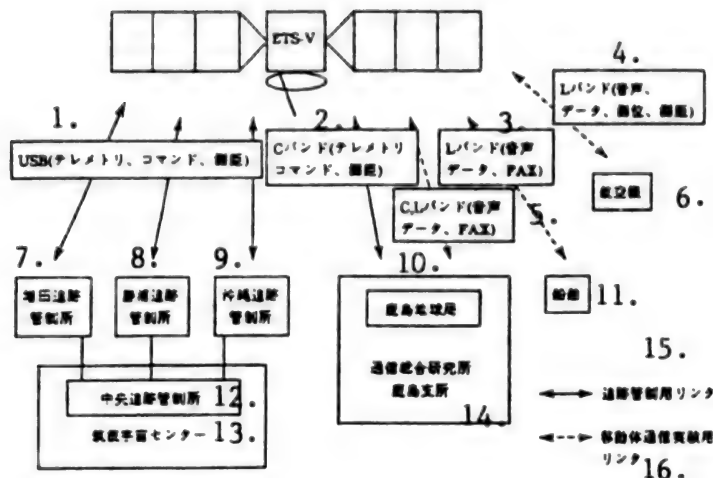 ETS-V
4.
Lバンド(音声、
データ、測位、測距)
1.
USB(テレメトリ、コマンド、測距)
2.
Cバンド(テレメトリ
コマンド、測距)
3.
Lバンド(音声
データ、FAX)
C,Lバンド(音声
データ、FAX)
5.
航空機
6.
7.
増田追跡
管制所
8.
勝浦追跡
管制所
9.
沖縄追跡
管制所
10.
鹿島地球局
通信総合研究所
鹿島支所
14.
船舶
11.
中央追跡管制所
12.
筑波宇宙センター
13.
15.
追跡管制用リンク
移動体通信実験用
リンク
16.